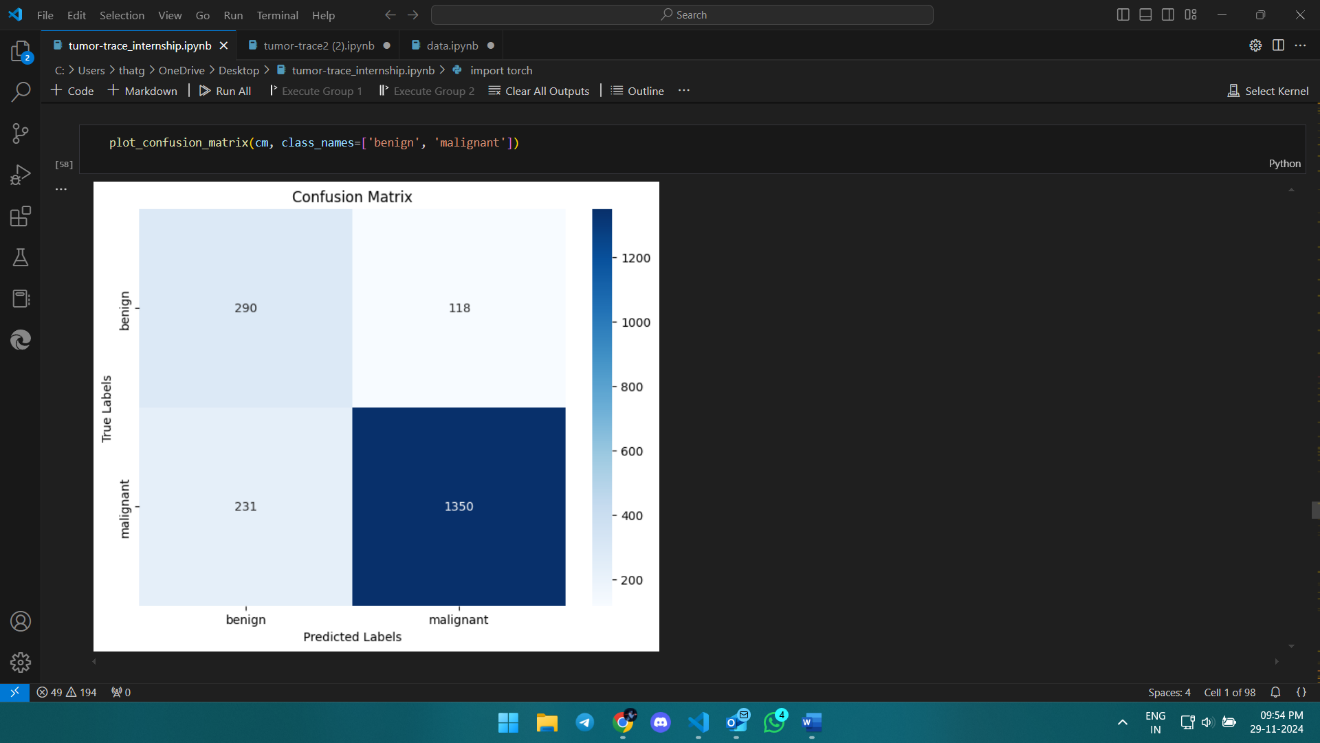 File Edit Selection View Go Run Terminal Help Search
tumor-trace_internship.ipynb tumor-trace2 (2).ipynb data.ipynb
C: > Users > thatg > OneDrive > Desktop > tumor-trace_internship.ipynb > import torch
+ Code + Markdown | Run All Execute Group 1 Execute Group 2 Clear All Outputs | Outline ... Select Kernel
plot_confusion_matrix(cm, class_names=['benign', 'malignant'])
[58] Python
...
Confusion Matrix
benign 290 118
malignant 231 1350
benign malignant
True Labels
Predicted Labels
1200
1000
800
600
400
200
2
49 194 0 Spaces: 4 Cell 1 of 98 {}
4
ENG 09:54 PM
IN 29-11-2024